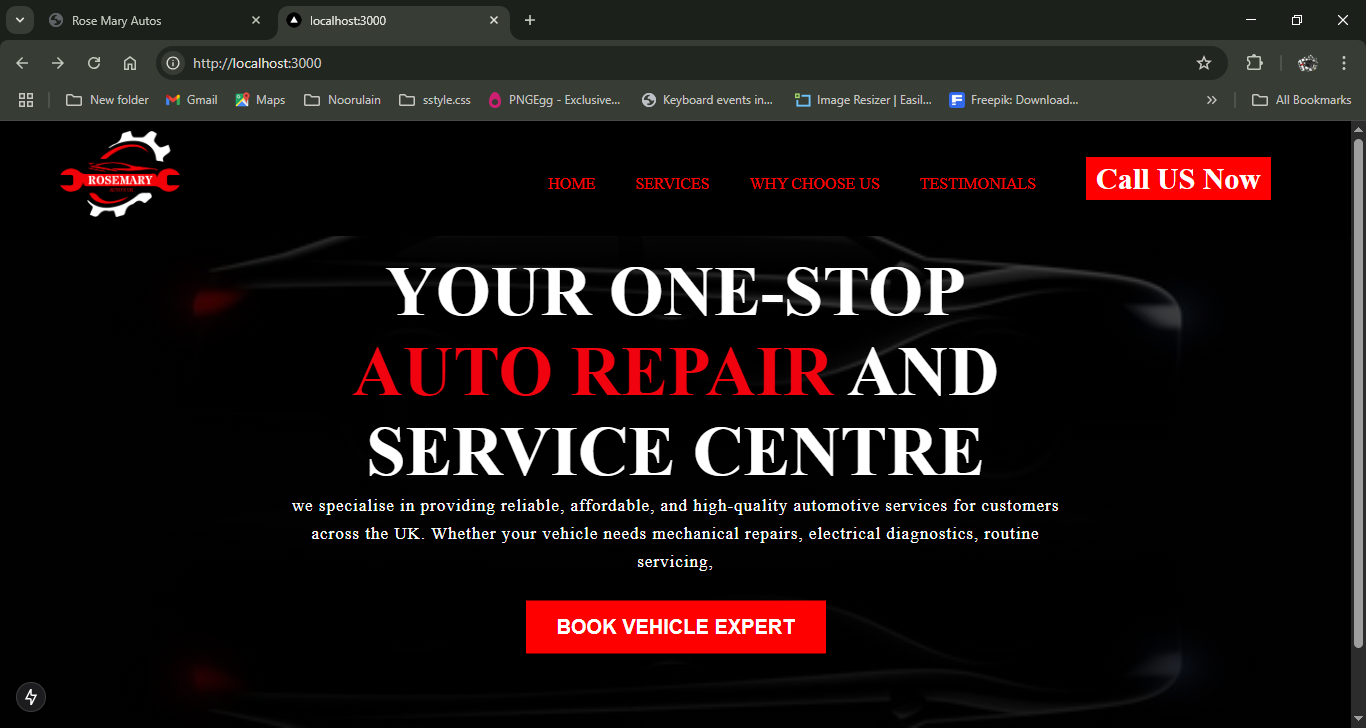 Rose Mary Autos
localhost:3000
http://localhost:3000
New folder
Gmail
Maps
Noorulain
sstyle.css
PNGEgg - Exclusive...
Keyboard events in...
Image Resizer | Easil...
Freepik: Download...
All Bookmarks
ROSEMARY
HOME
SERVICES
WHY CHOOSE US
TESTIMONIALS
Call US Now
YOUR ONE-STOP
AUTO REPAIR AND
SERVICE CENTRE
we specialise in providing reliable, affordable, and high-quality automotive services for customers
across the UK. Whether your vehicle needs mechanical repairs, electrical diagnostics, routine
servicing,
BOOK VEHICLE EXPERT